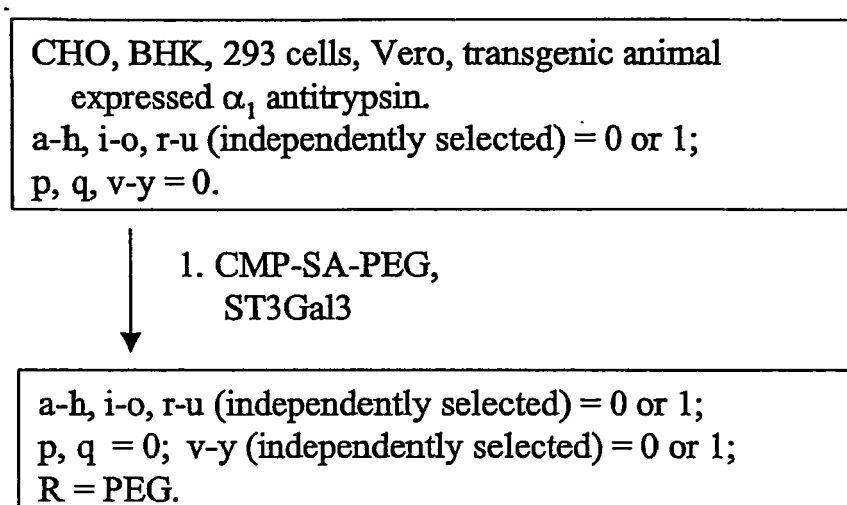 CHO, BHK, 293 cells, Vero, transgenic animal
expressed α₁ antitrypsin.
a-h, i-o, r-u (independently selected) = 0 or 1;
p, q, v-y = 0.
1. CMP-SA-PEG,
ST3Gal3
a-h, i-o, r-u (independently selected) = 0 or 1;
p, q = 0; v-y (independently selected) = 0 or 1;
R = PEG.